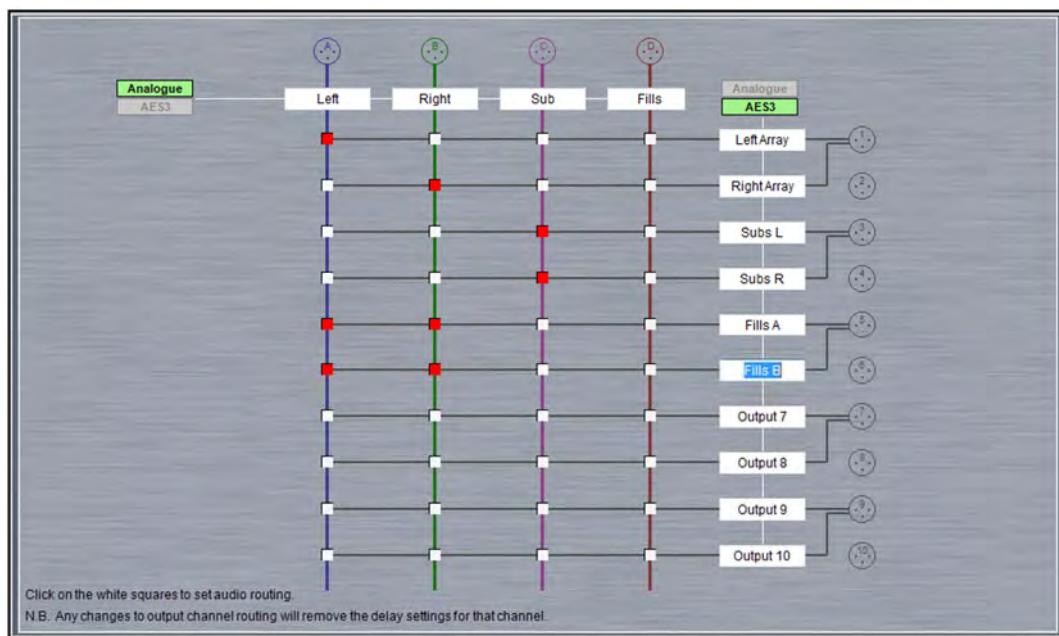 A B C D
Analogue
AES3
Left Right Sub Fills
Analogue
AES3
Left Array 1
Right Array 2
Subs L 3
Subs R 4
Fills A 5
Fills B 6
Output 7 7
Output 8 8
Output 9 9
Output 10 10
Click on the white squares to set audio routing.
N.B. Any changes to output channel routing will remove the delay settings for that channel.